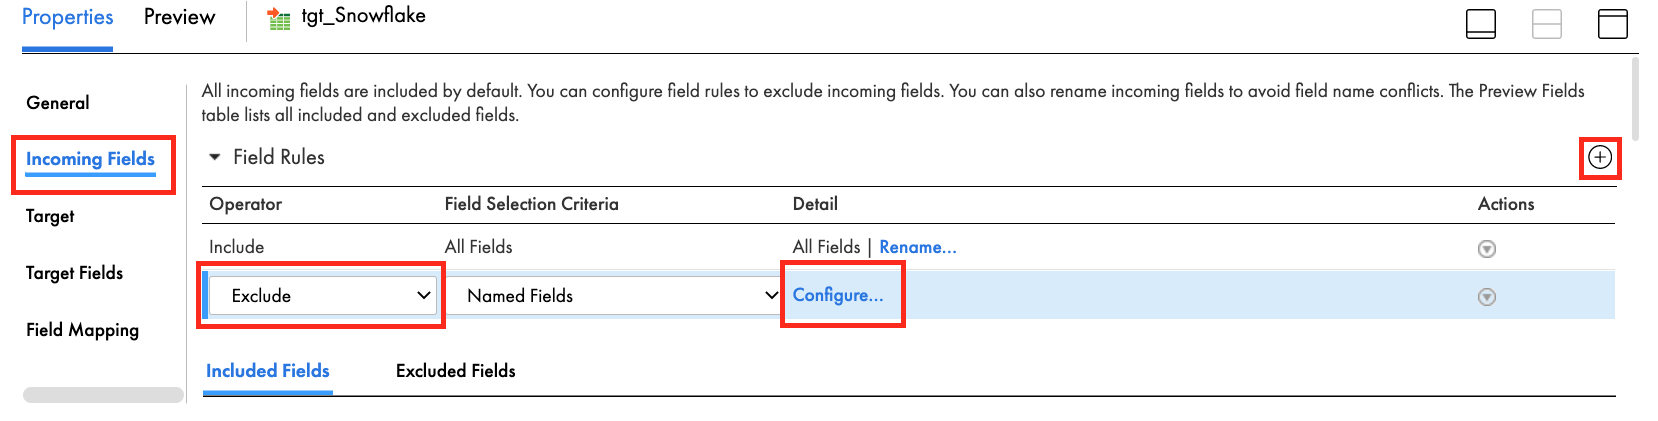 Properties Preview tgt_Snowflake
General
Incoming Fields
Target
Target Fields
Field Mapping
All incoming fields are included by default. You can configure field rules to exclude incoming fields. You can also rename incoming fields to avoid field name conflicts. The Preview Fields
table lists all included and excluded fields.
Field Rules
Operator Field Selection Criteria Detail Actions
Include All Fields All Fields | Rename...
Exclude Named Fields Configure...
Included Fields Excluded Fields